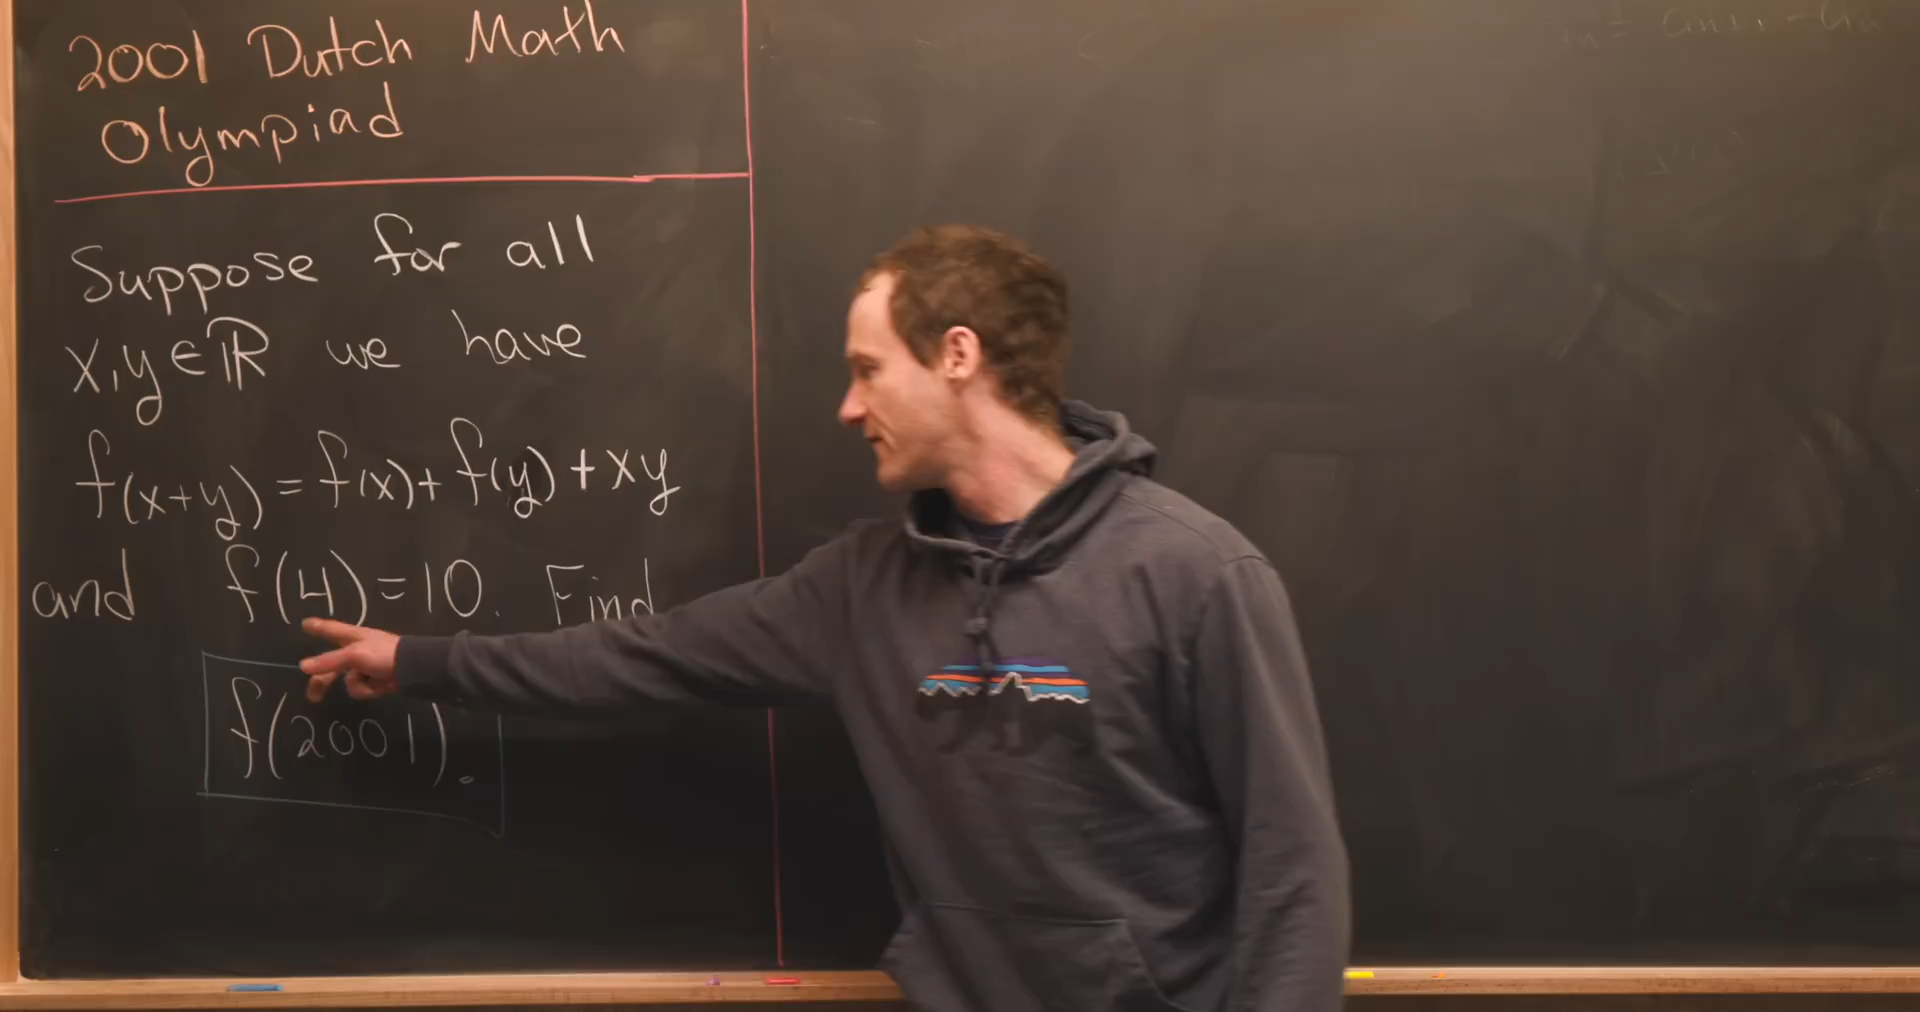 2001 Dutch Math
Olympiad
Suppose for all
x,y∈ℝ we have
f(x+y)=f(x)+f(y)+xy
and f(4)=10. Find
f(2001).